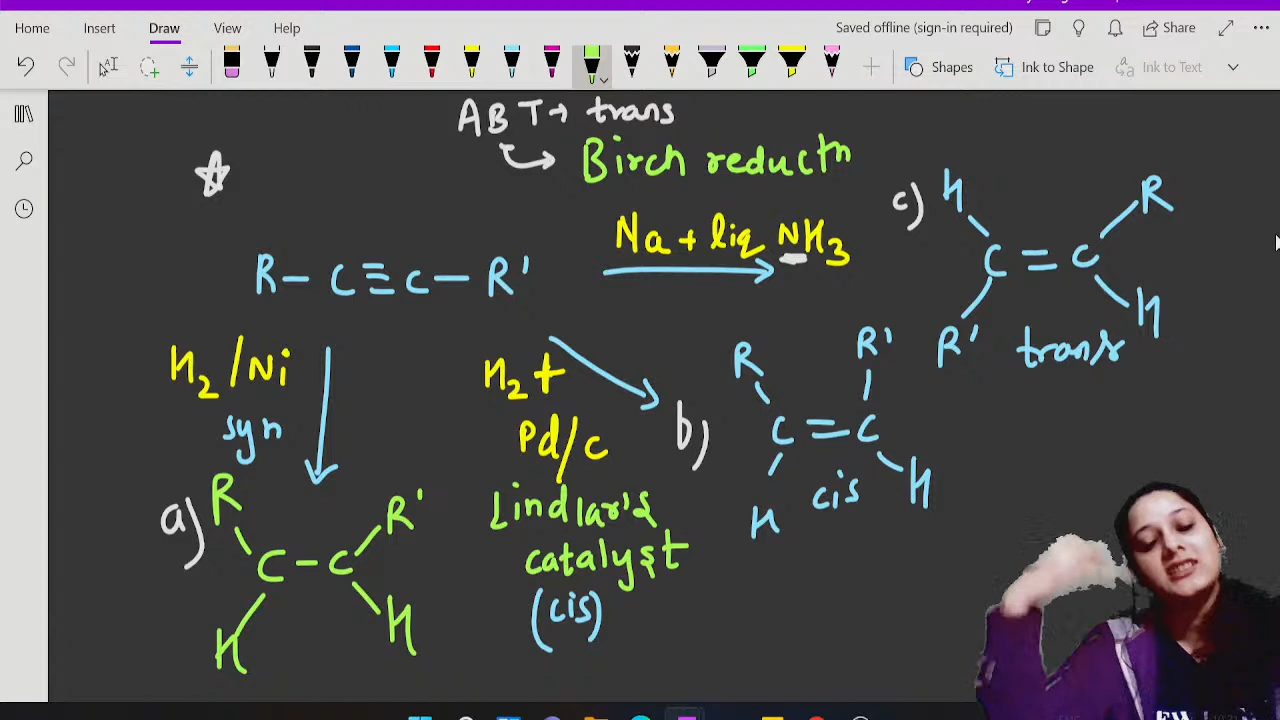 Home Insert Draw View Help Saved offline (sign-in required) Share
Shapes Ink to Shape Ink to Text
ABT → trans
Birch reductn
Na + liq NH3
R – C ≡ C – R'
c) H R
C = C
R' H
trans
H2/Ni
syn
H2 +
Pd/C
Lindlar's
catalyst
(cis)
b) R R'
C = C
H H
cis
a) R R'
C – C
H H